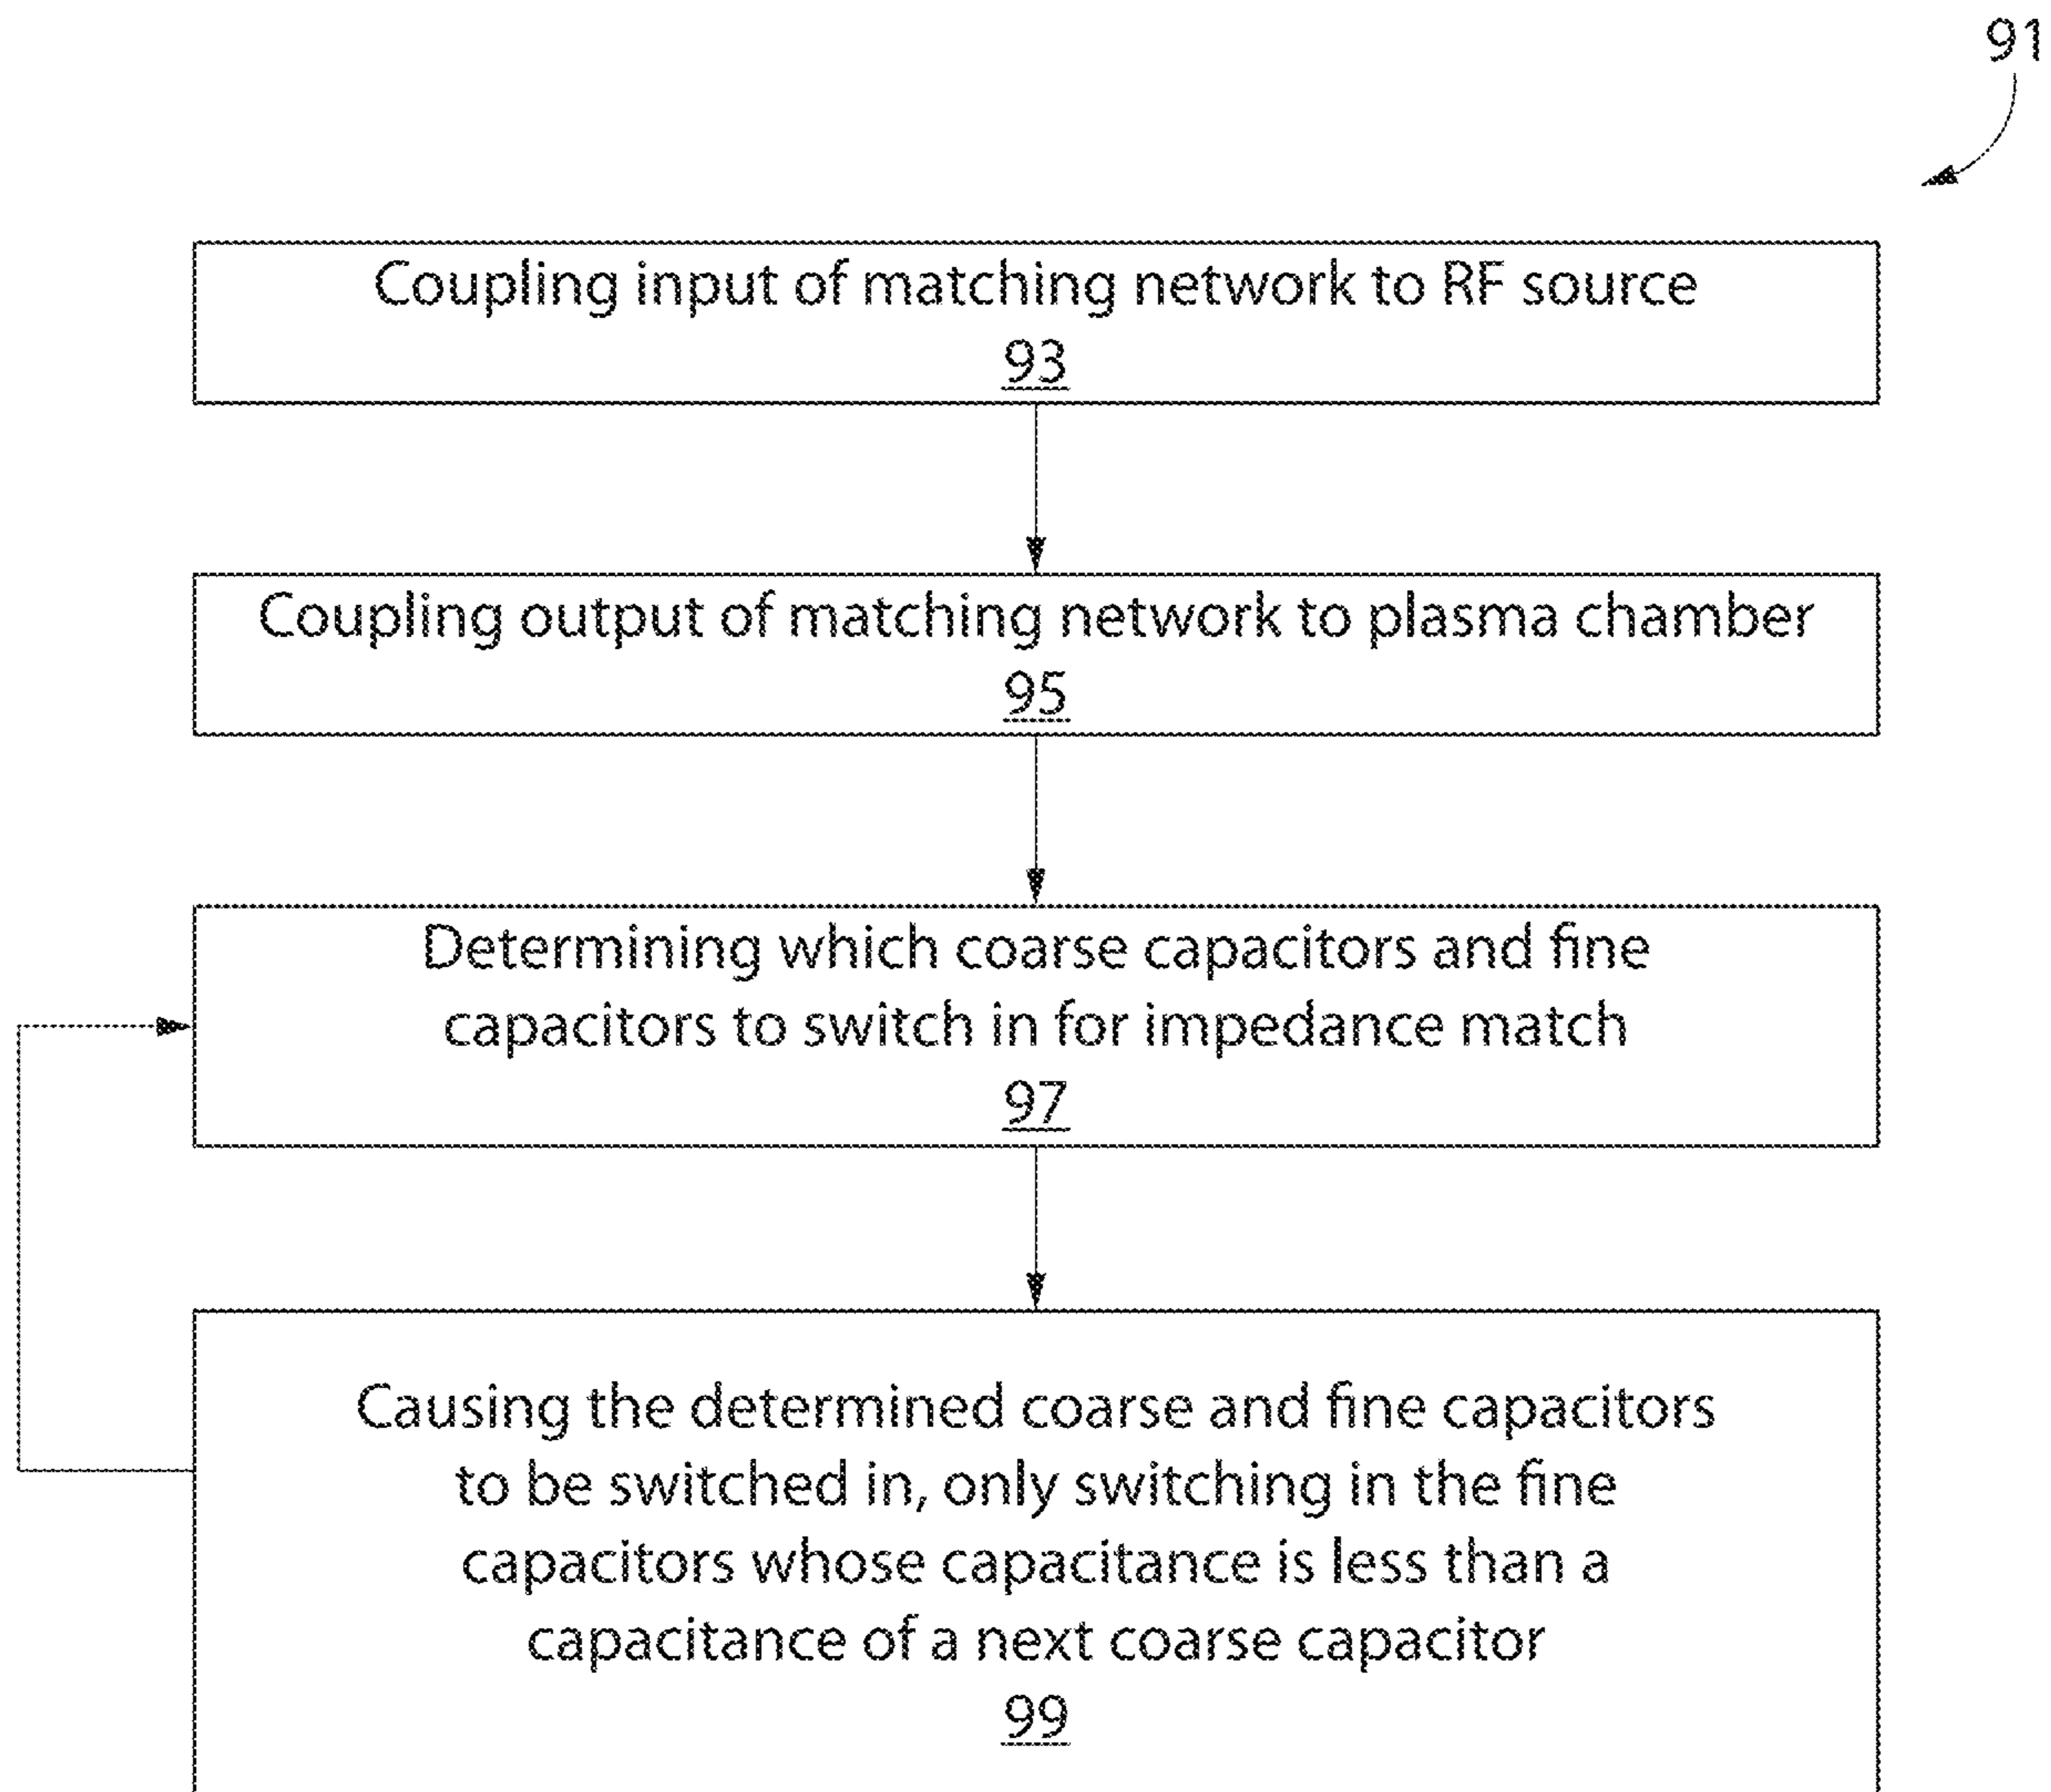 91
Coupling input of matching network to RF source
93
Coupling output of matching network to plasma chamber
95
Determining which coarse capacitors and fine
capacitors to switch in for impedance match
97
Causing the determined coarse and fine capacitors
to be switched in, only switching in the fine
capacitors whose capacitance is less than a
capacitance of a next coarse capacitor
99